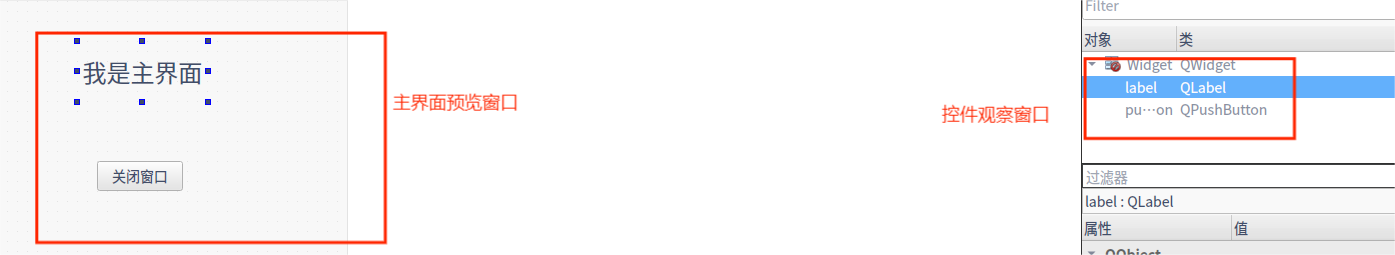 我是主界面
关闭窗口
主界面预览窗口
控件观察窗口
Filter
对象 类
Widget QWidget
label QLabel
pu···on QPushButton
过滤器
label : QLabel
属性 值
QObject